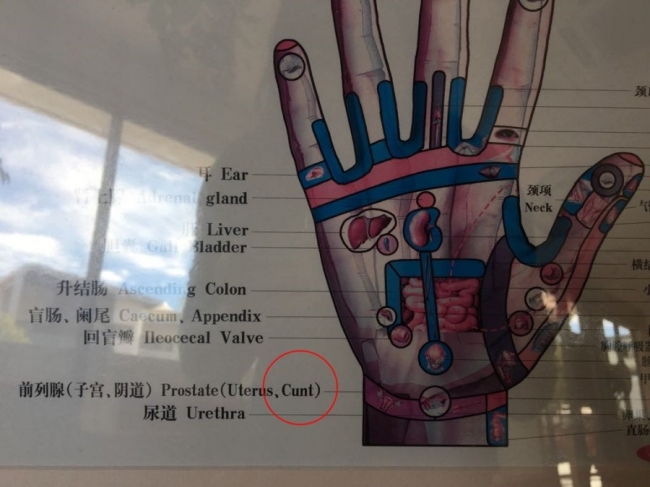 耳 Ear
Adrenal gland
Liver
Gall Bladder
颈项
Neck
升结肠 Ascending Colon
盲肠、阑尾 Caecum、Appendix
回盲瓣 Ileocecal Valve
前列腺(子宫、阴道) Prostate(Uterus、Cunt)
尿道 Urethra
直肠